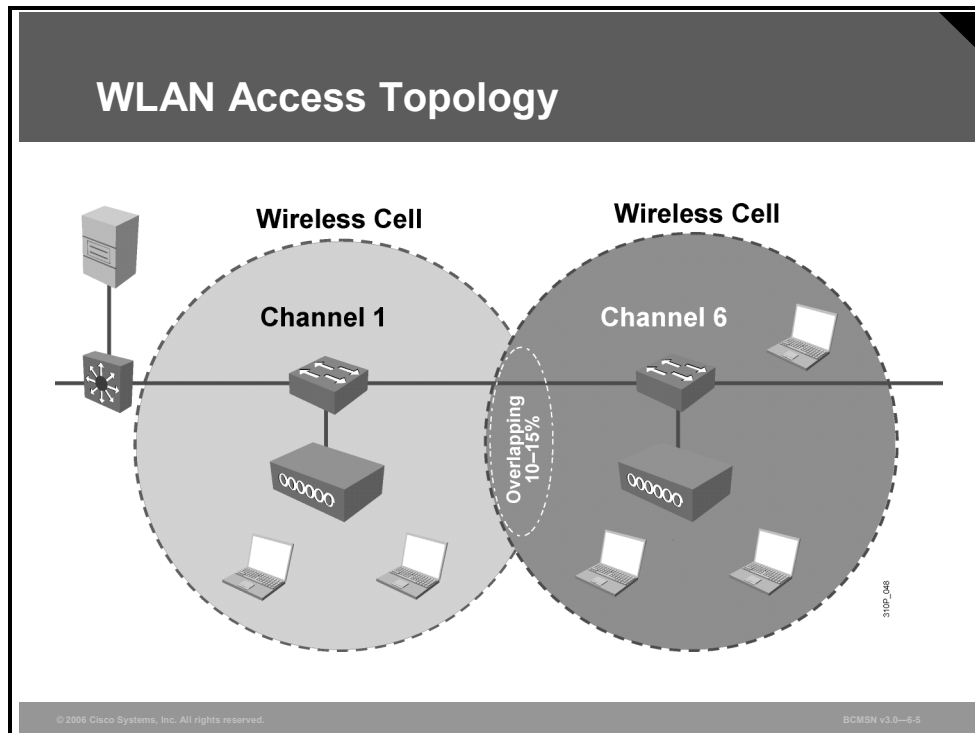 WLAN Access Topology
Wireless Cell
Wireless Cell
Channel 1
Channel 6
Overlapping
10–15%
310P_048
© 2006 Cisco Systems, Inc. All rights reserved.
BCMSN v3.0—6-5